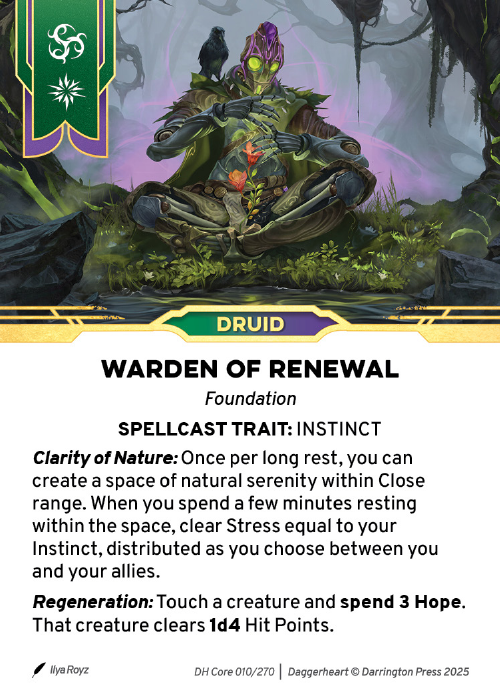 DRUID
WARDEN OF RENEWAL
Foundation
SPELLCAST TRAIT: INSTINCT
Clarity of Nature: Once per long rest, you can
create a space of natural serenity within Close
range. When you spend a few minutes resting
within the space, clear Stress equal to your
Instinct, distributed as you choose between you
and your allies.
Regeneration: Touch a creature and spend 3 Hope.
That creature clears 1d4 Hit Points.
Ilya Royz
DH Core 010/270 | Daggerheart © Darrington Press 2025